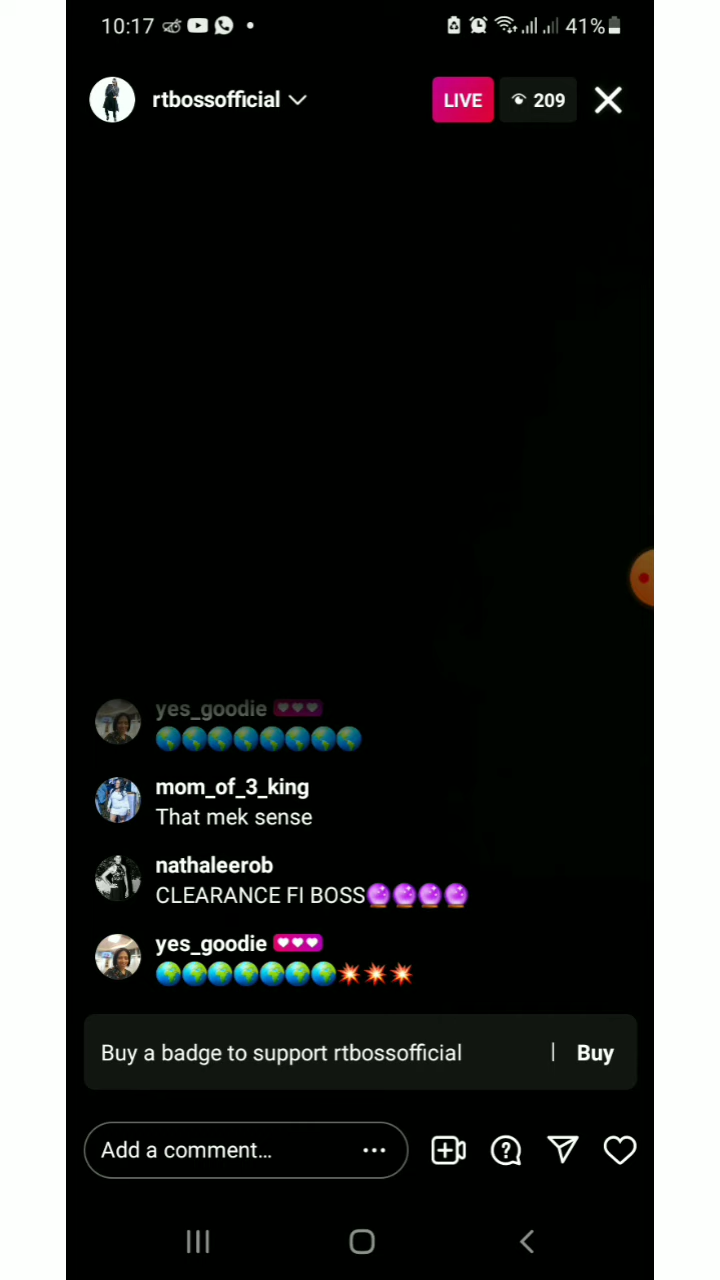 10:17 41%
rtbossofficial LIVE 209
yes_goodie
mom_of_3_king
That mek sense
nathaleerob
CLEARANCE FI BOSS
yes_goodie
Buy a badge to support rtbossofficial | Buy
Add a comment...